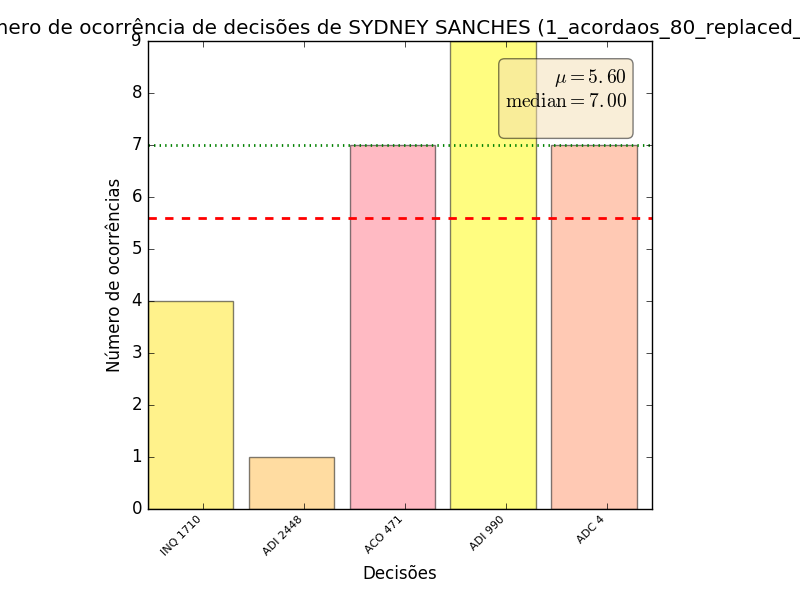 ero de ocorrência de decisões de SYDNEY SANCHES (1_acordaos_80_replaced_
9
8
7
6
5
4
3
2
1
0
μ = 5.60
median = 7.00
Número de ocorrências
INQ 1710
ADI 2448
ACO 471
ADI 990
ADC 4
Decisões